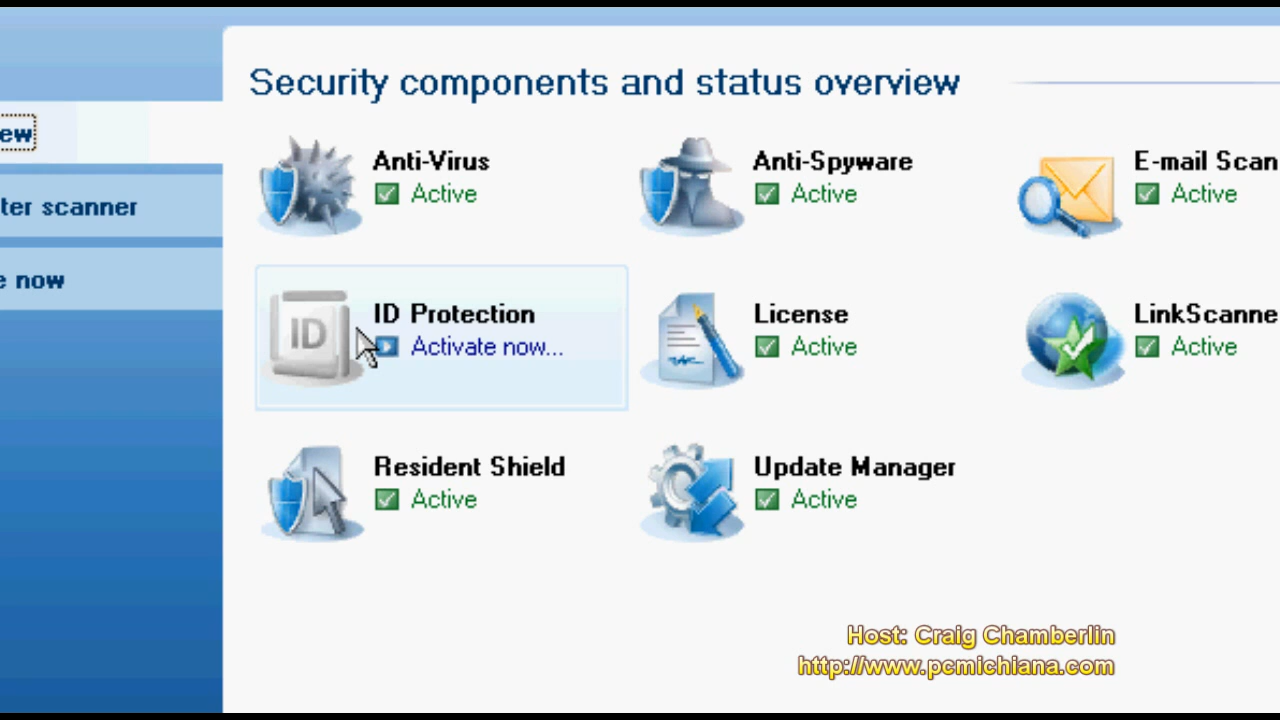 Security components and status overview
ew
ter scanner
e now
Anti-Virus
Active
Anti-Spyware
Active
E-mail Scan
Active
ID
ID Protection
Activate now...
License
Active
LinkScanne
Active
Resident Shield
Active
Update Manager
Active
Host: Craig Chamberlin
http://www.pcmichiana.com